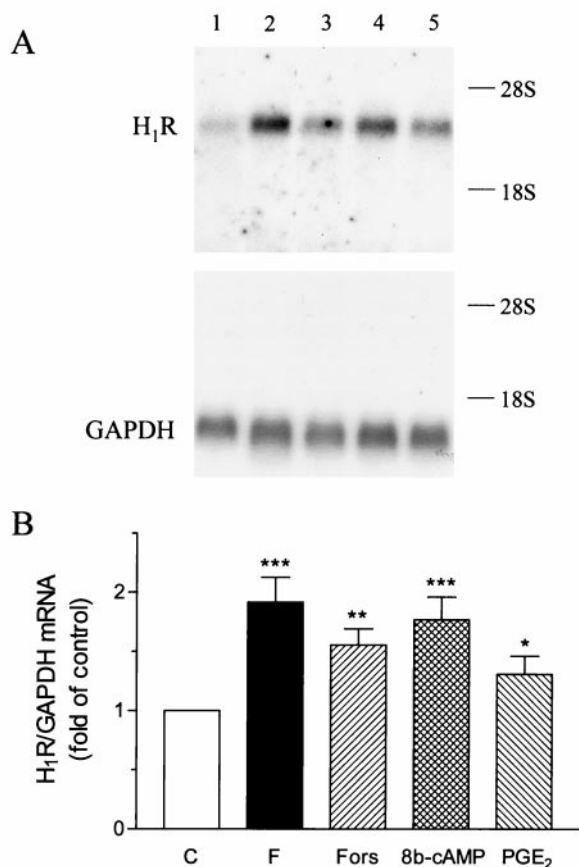 A
1 2 3 4 5
H₁R
28S
18S
28S
GAPDH
18S
B
H₁R/GAPDH mRNA
(fold of control)
2
1
0
***
**
***
*
C F Fors 8b-cAMP PGE₂